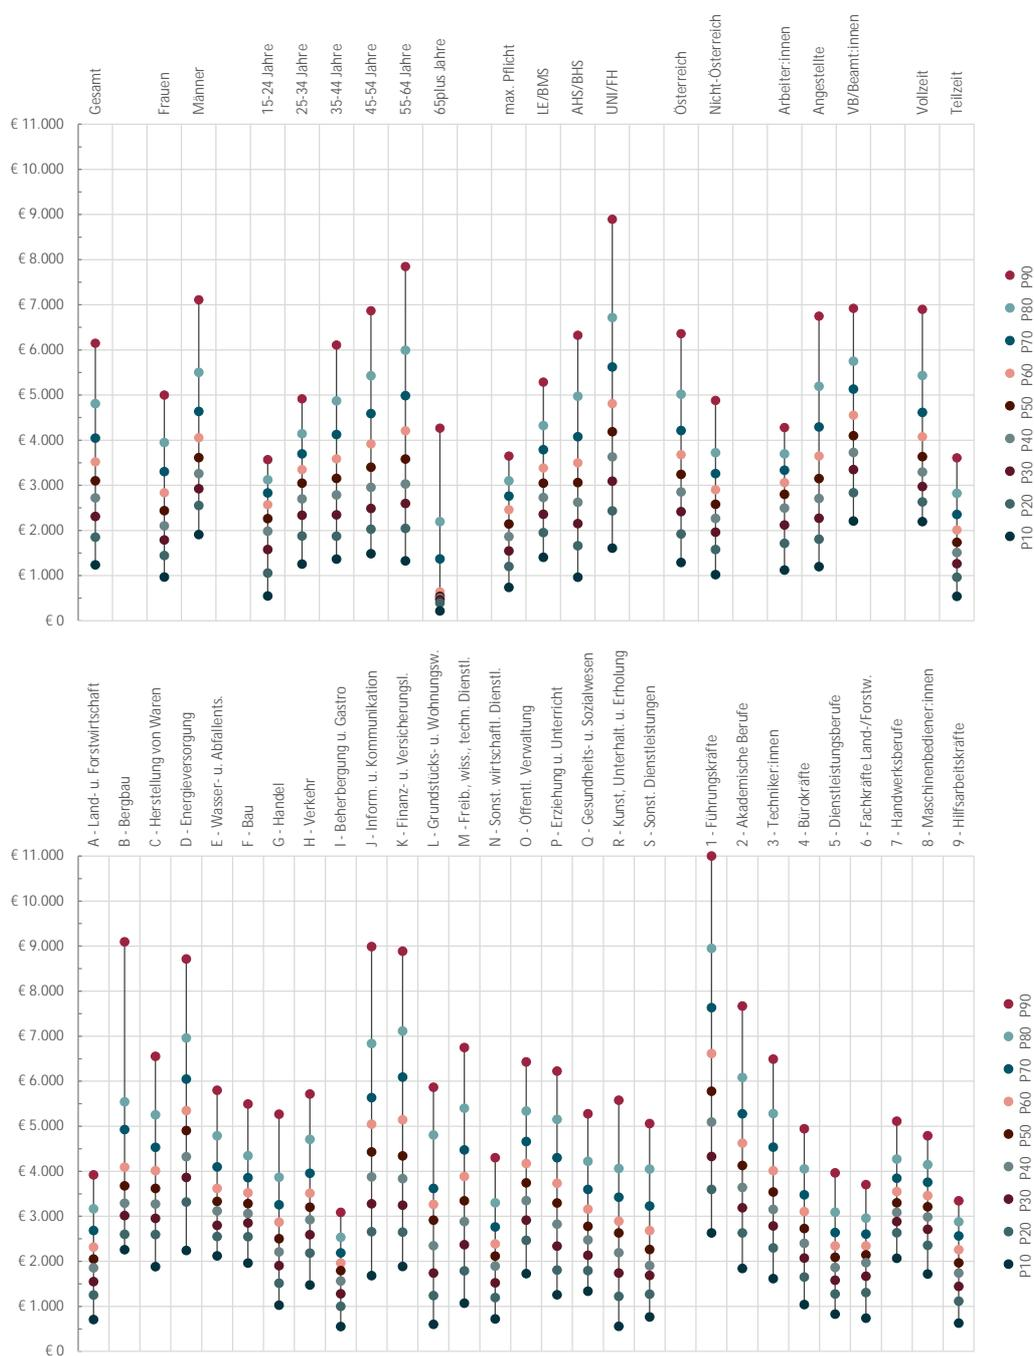 Gesamt
Frauen
Männer
15-24 Jahre
25-34 Jahre
35-44 Jahre
45-54 Jahre
55-64 Jahre
65plus Jahre
max. Pflicht
LE/BMS
AHS/BHS
UNI/FH
Österreich
Nicht-Österreich
Arbeiter:innen
Angestellte
VB/Beamt:innen
Vollzeit
Teilzeit
€ 11.000
€ 10.000
€ 9.000
€ 8.000
€ 7.000
€ 6.000
€ 5.000
€ 4.000
€ 3.000
€ 2.000
€ 1.000
€ 0
P90
P80
P70
P60
P50
P40
P30
P20
P10
A - Land- u. Forstwirtschaft
B - Bergbau
C - Herstellung von Waren
D - Energieversorgung
E - Wasser- u. Abfallents.
F - Bau
G - Handel
H - Verkehr
I - Beherbergung u. Gastro
J - Inform. u. Kommunikation
K - Finanz- u. Versicherungsl.
L - Grundstücks- u. Wohnungsw.
M - Freib., wiss., techn. Dienstl.
N - Sonst. wirtschaftl. Dienstl.
O - Öffentl. Verwaltung
P - Erziehung u. Unterricht
Q - Gesundheits- u. Sozialwesen
R - Kunst, Unterhalt. u. Erholung
S - Sonst. Dienstleistungen
1 - Führungskräfte
2 - Akademische Berufe
3 - Techniker:innen
4 - Bürokräfte
5 - Dienstleistungsberufe
6 - Fachkräfte Land-/Forstw.
7 - Handwerksberufe
8 - Maschinenbediener:innen
9 - Hilfsarbeitskräfte
€ 11.000
€ 10.000
€ 9.000
€ 8.000
€ 7.000
€ 6.000
€ 5.000
€ 4.000
€ 3.000
€ 2.000
€ 1.000
€ 0
P90
P80
P70
P60
P50
P40
P30
P20
P10